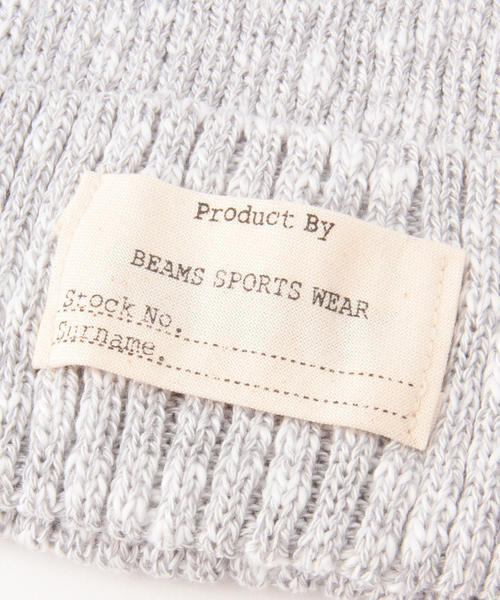 Product By
BEAMS SPORTS WEAR
Stock No.
Surname.